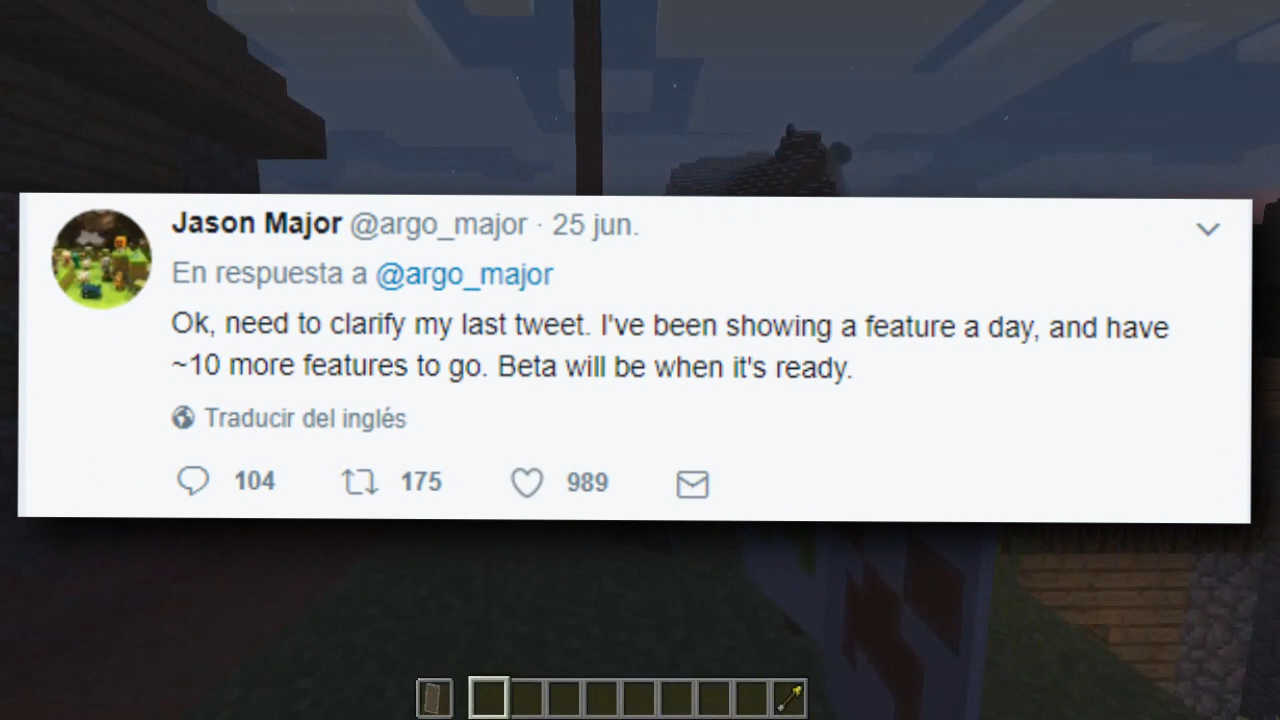 Jason Major @argo_major · 25 jun.
En respuesta a @argo_major
Ok, need to clarify my last tweet. I've been showing a feature a day, and have
~10 more features to go. Beta will be when it's ready.
Traducir del inglés
104 175 989